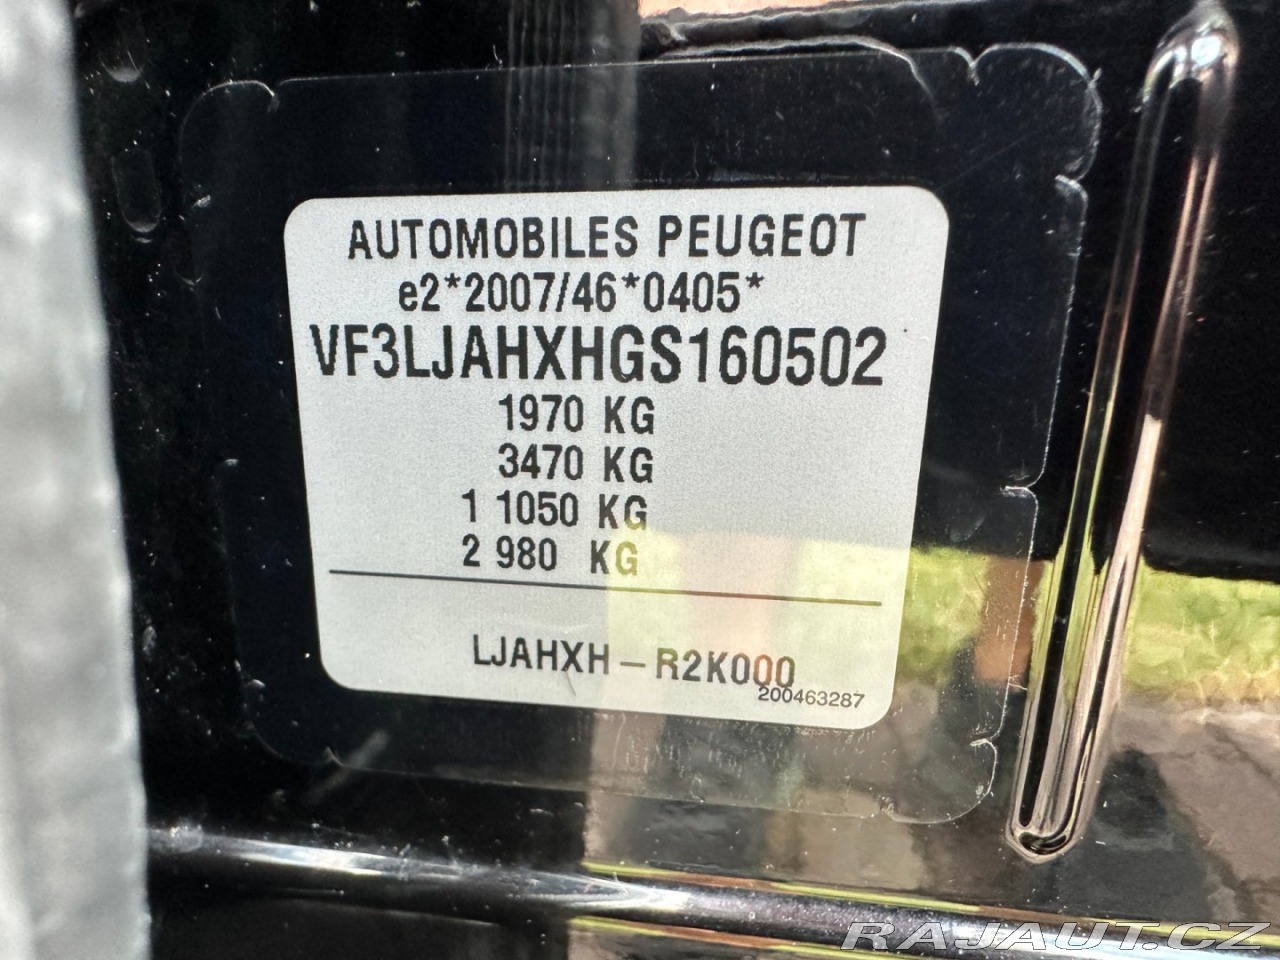 AUTOMOBILES PEUGEOT
e2*2007/46*0405*
VF3LJAHXHGS160502
1970 KG
3470 KG
1 1050 KG
2 980 KG
LJAHXH-R2K000
200463287
RAJAUT.CZ